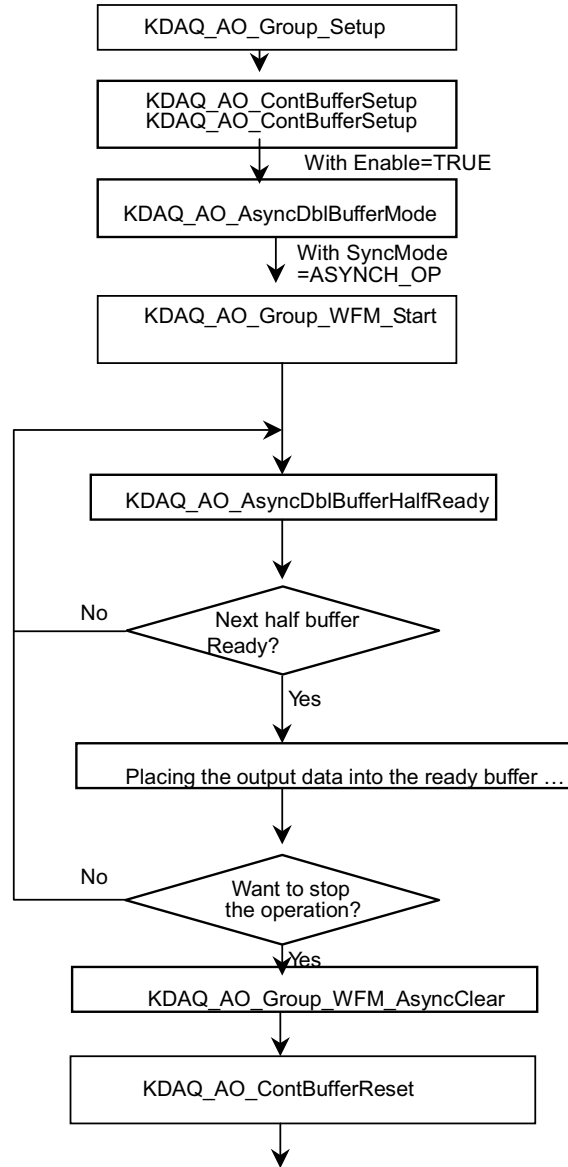 KDAQ_AO_Group_Setup
KDAQ_AO_ContBufferSetup
KDAQ_AO_ContBufferSetup
With Enable=TRUE
KDAQ_AO_AsyncDblBufferMode
With SyncMode
=ASYNCH_OP
KDAQ_AO_Group_WFM_Start
KDAQ_AO_AsyncDblBufferHalfReady
No
Next half buffer
Ready?
Yes
Placing the output data into the ready buffer …
No
Want to stop
the operation?
Yes
KDAQ_AO_Group_WFM_AsyncClear
KDAQ_AO_ContBufferReset